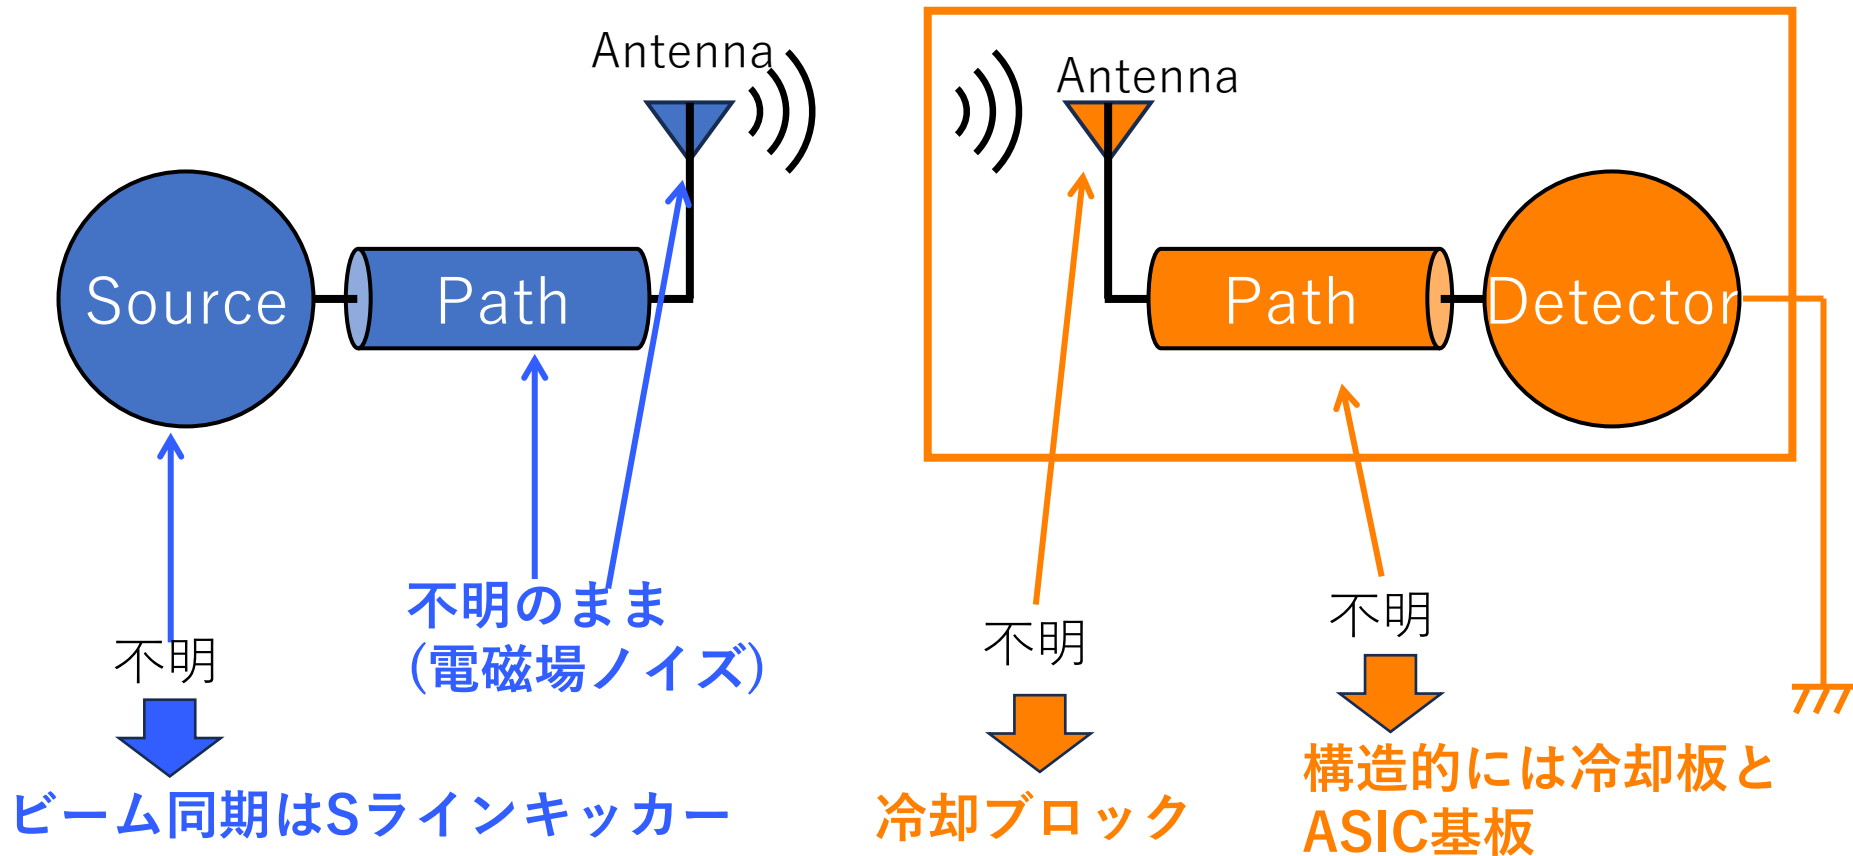 Antenna
Antenna
Source
Path
Path
Detector
不明のまま
(電磁場ノイズ)
不明
不明
不明
ビーム同期はSラインキッカー
冷却ブロック
構造的には冷却板と
ASIC基板